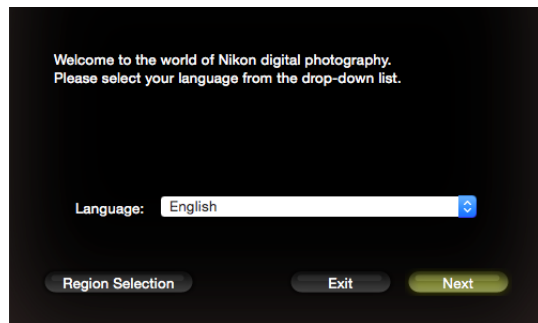 Welcome to the world of Nikon digital photography.
Please select your language from the drop-down list.
Language: English
Region Selection Exit Next